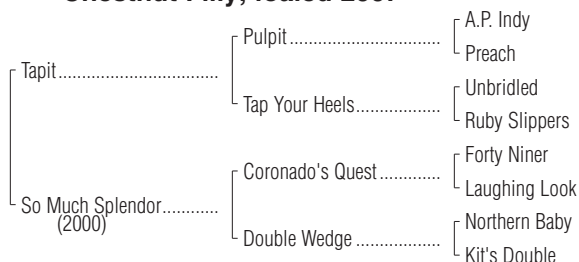 Chestnut Filly; foaled
A.P. Indy
Pulpit
Preach
Tapit
Unbridled
Tap Your Heels
Ruby Slippers
Forty Niner
Coronado's Quest
Laughing Look
So Much Splendor
(2000)
Northern Baby
Double Wedge
Kit's Double